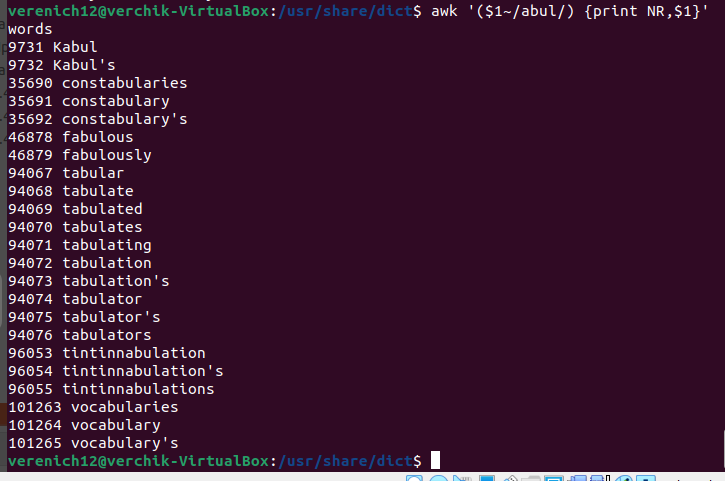 verenich12@verchik-VirtualBox:/usr/share/dict$ awk '($1~/abul/) {print NR,$1}'
words
9731 Kabul
9732 Kabul's
35690 constabularies
35691 constabulary
35692 constabulary's
46878 fabulous
46879 fabulously
94067 tabular
94068 tabulate
94069 tabulated
94070 tabulates
94071 tabulating
94072 tabulation
94073 tabulation's
94074 tabulator
94075 tabulator's
94076 tabulators
96053 tintinnabulation
96054 tintinnabulation's
96055 tintinnabulations
101263 vocabularies
101264 vocabulary
101265 vocabulary's
verenich12@verchik-VirtualBox:/usr/share/dict$